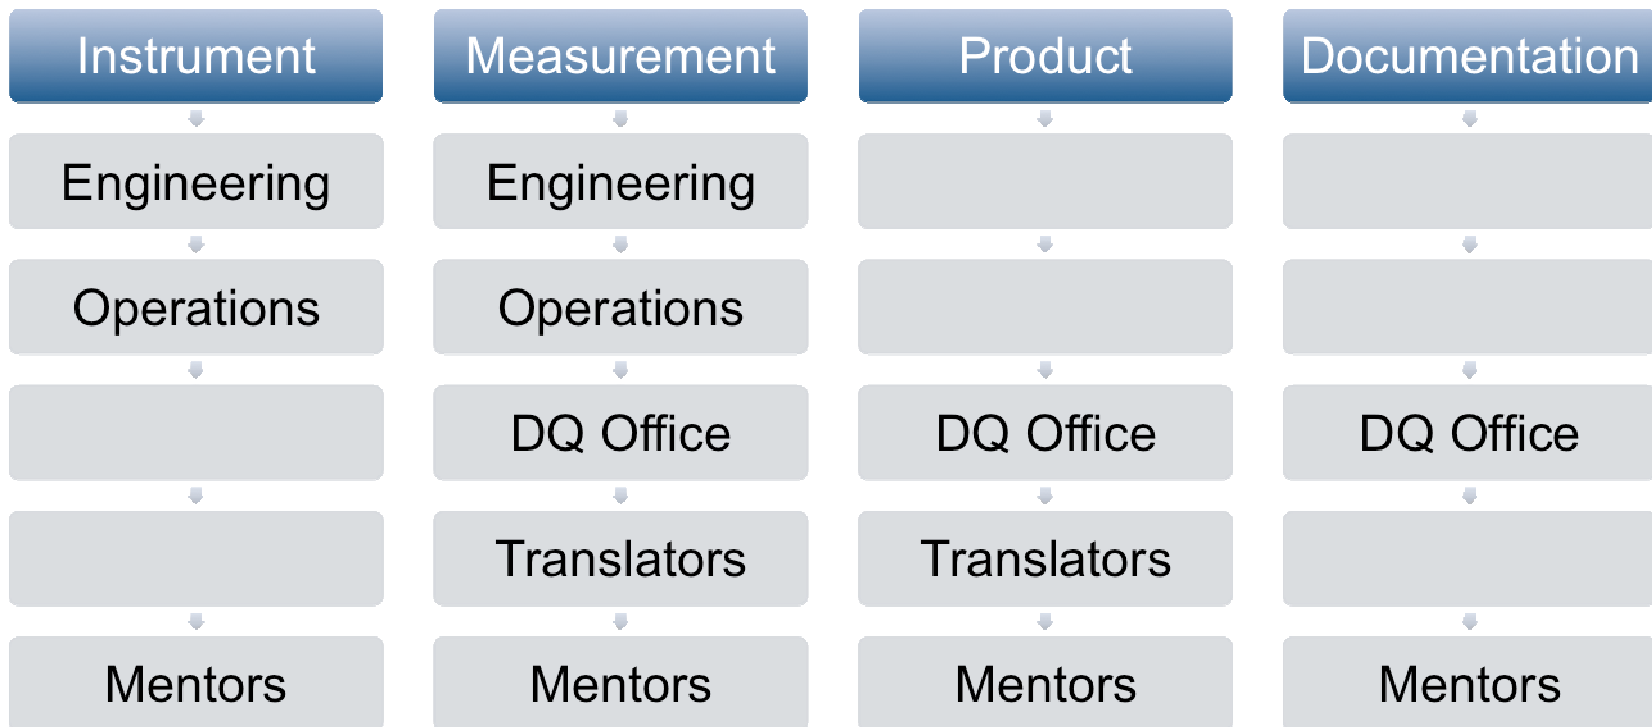 Instrument Measurement Product Documentation
Engineering Engineering
Operations Operations
DQ Office DQ Office DQ Office
Translators Translators
Mentors Mentors Mentors Mentors